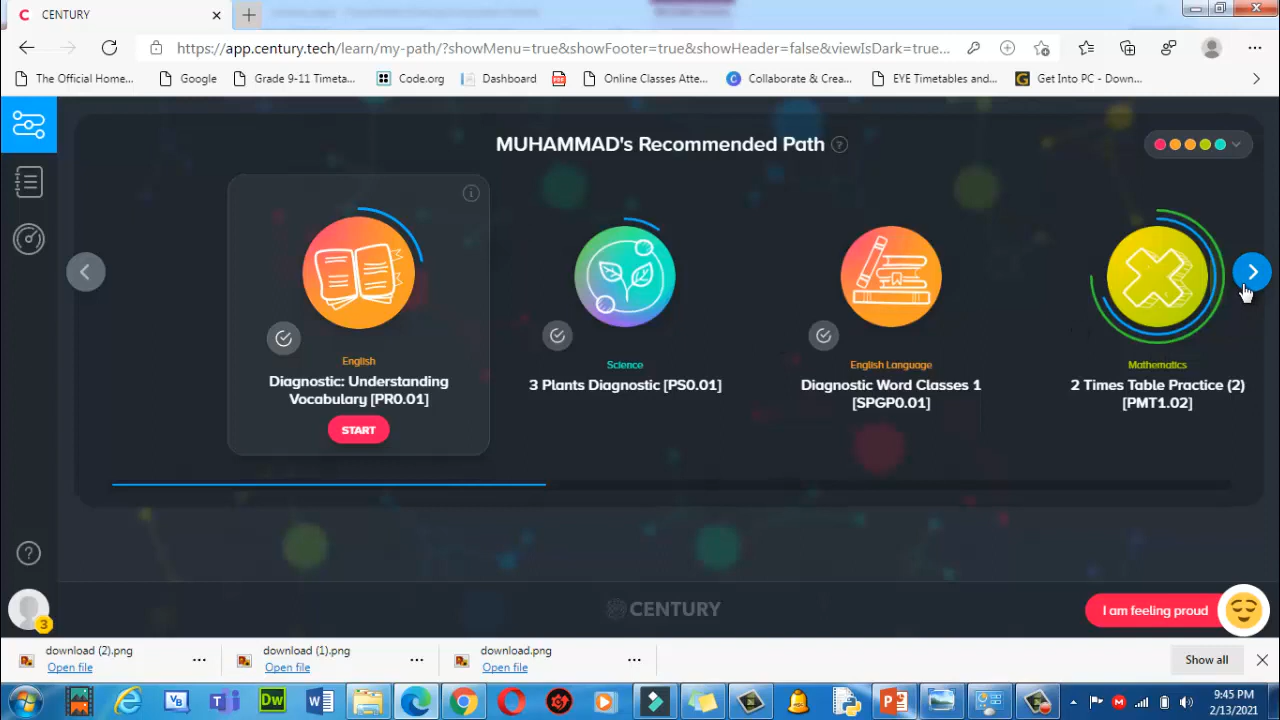 CENTURY
https://app.century.tech/learn/my-path/?showMenu=true&showFooter=true&showHeader=false&viewIsDark=true...
The Official Home...
Google
Grade 9-11 Timeta...
Code.org
Dashboard
Online Classes Atte...
Collaborate & Crea...
EYE Timetables and...
Get Into PC - Down...
MUHAMMAD's Recommended Path
English
Diagnostic: Understanding
Vocabulary [PR0.01]
START
Science
3 Plants Diagnostic [PS0.01]
English Language
Diagnostic Word Classes 1
[SPGP0.01]
Mathematics
2 Times Table Practice (2)
[PMT1.02]
3
CENTURY
I am feeling proud
download (2).png
Open file
download (1).png
Open file
download.png
Open file
Show all
9:45 PM
2/13/2021